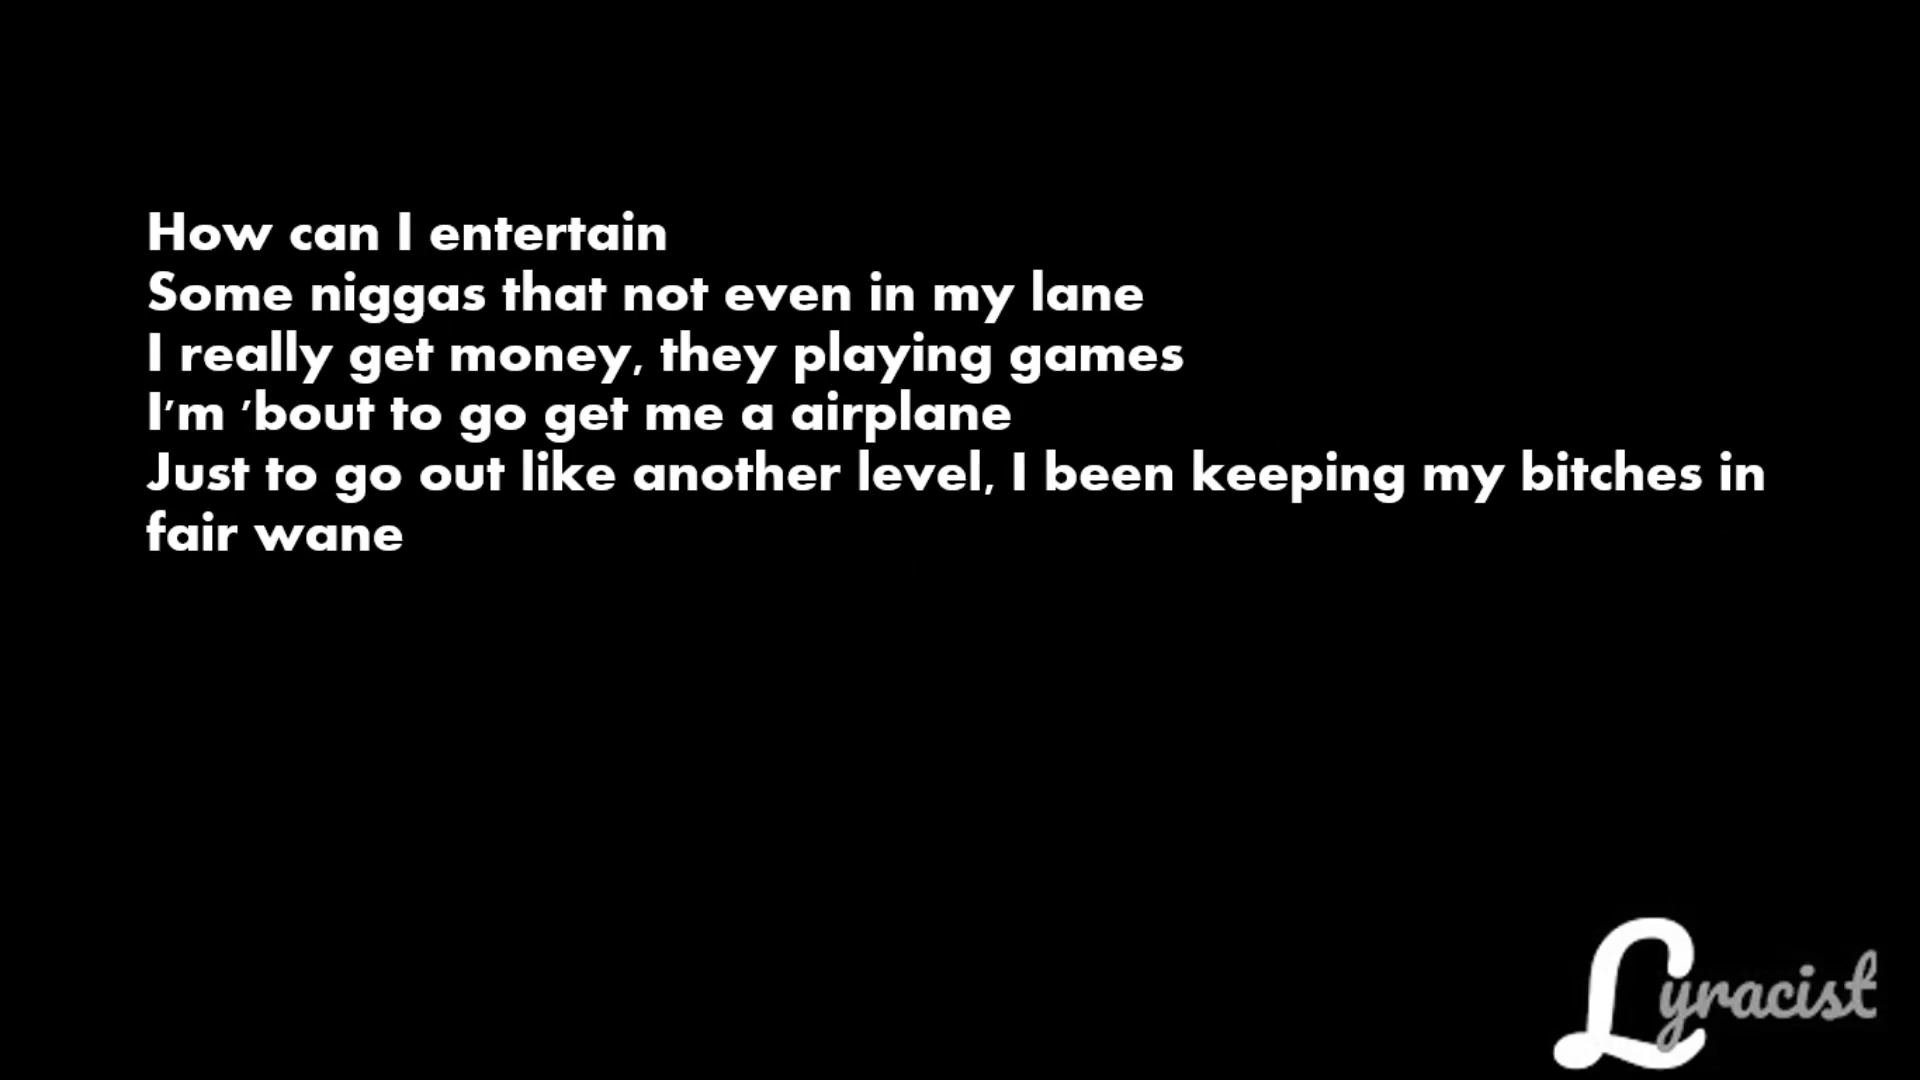 How can I entertain
Some niggas that not even in my lane
I really get money, they playing games
I'm 'bout to go get me a airplane
Just to go out like another level, I been keeping my bitches in
fair wane
Lyracist